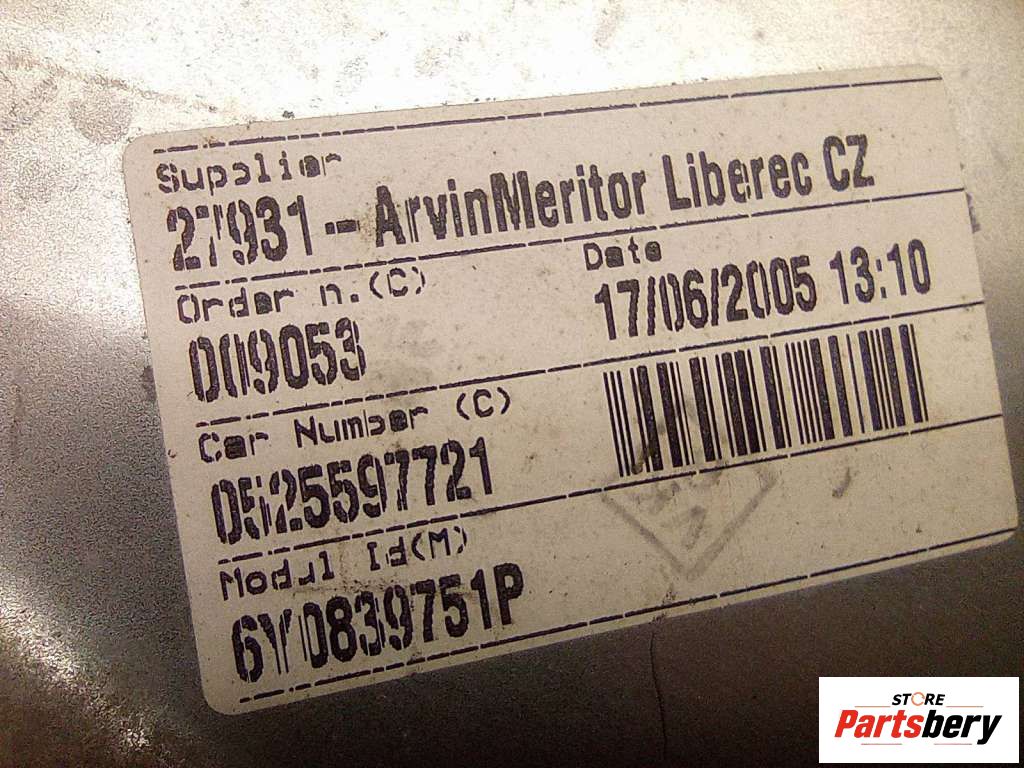 Supplier
27931 - ArvinMeritor Liberec CZ
Order n.(C) Date
009053 17/06/2005 13:10
Car Number (C)
0525597721
Model Id(M)
6Y0839751P
STORE
Partsbery